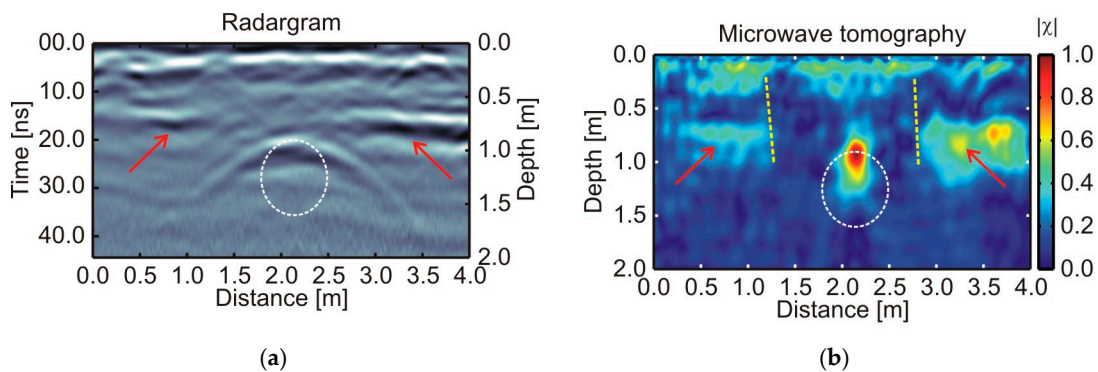 Radargram
00.0
10.0
20.0
30.0
40.0
Time [ns]
0.0
0.5
1.0
1.5
2.0
Depth [m]
0.0 0.5 1.0 1.5 2.0 2.5 3.0 3.5 4.0
Distance [m]
(a)
Microwave tomography
|χ|
0.0
0.5
1.0
1.5
2.0
Depth [m]
0.0 0.5 1.0 1.5 2.0 2.5 3.0 3.5 4.0
Distance [m]
1.0
0.8
0.6
0.4
0.2
0.0
(b)